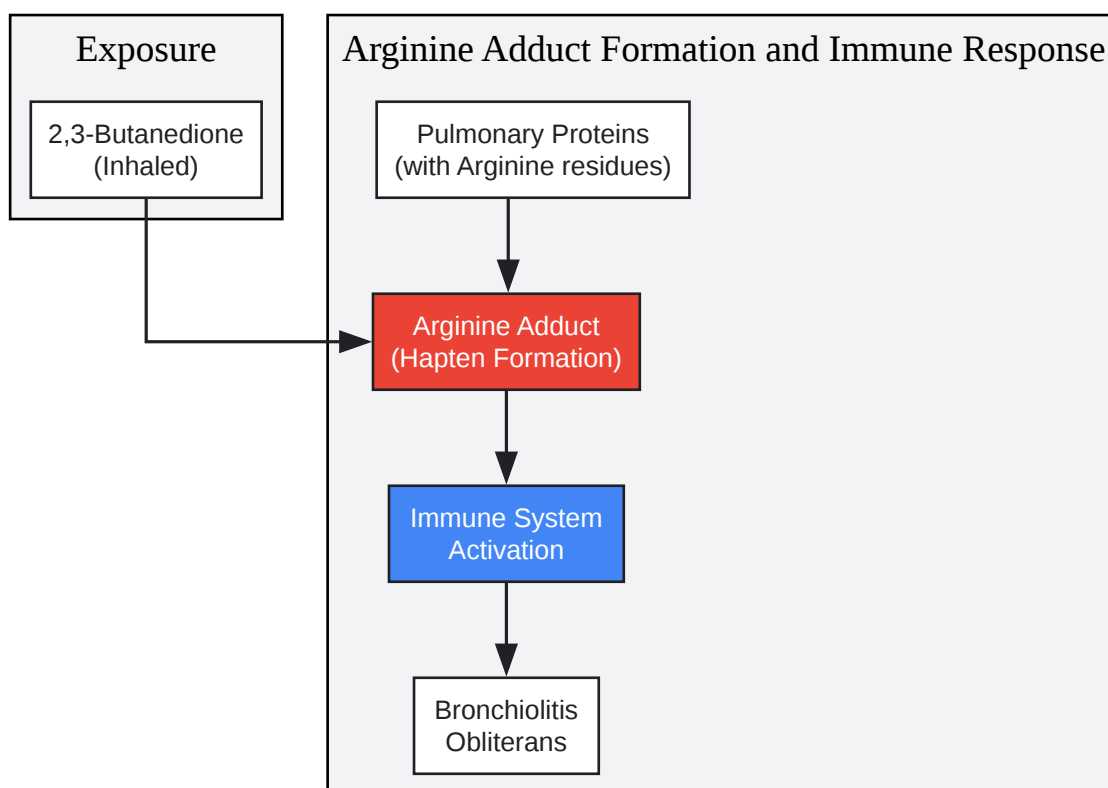 Exposure
2,3-Butanedione
(Inhaled)
Arginine Adduct Formation and Immune Response
Pulmonary Proteins
(with Arginine residues)
Arginine Adduct
(Hapten Formation)
Immune System
Activation
Bronchiolitis
Obliterans